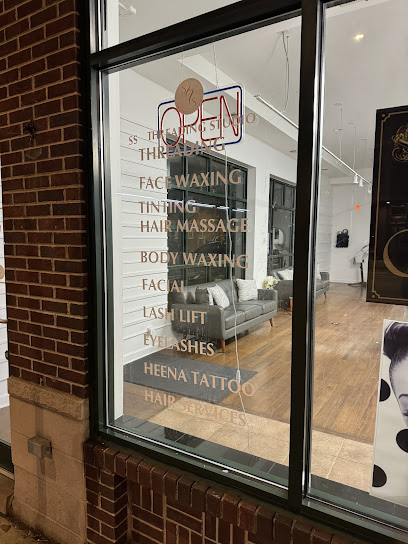 OPEN
SS THREADING STUDIO
THREADING
FACE WAXING
TINTING
HAIR MASSAGE
BODY WAXING
FACIAL
LASH LIFT
EYELASHES
HEENA TATTOO
HAIR SERVICES